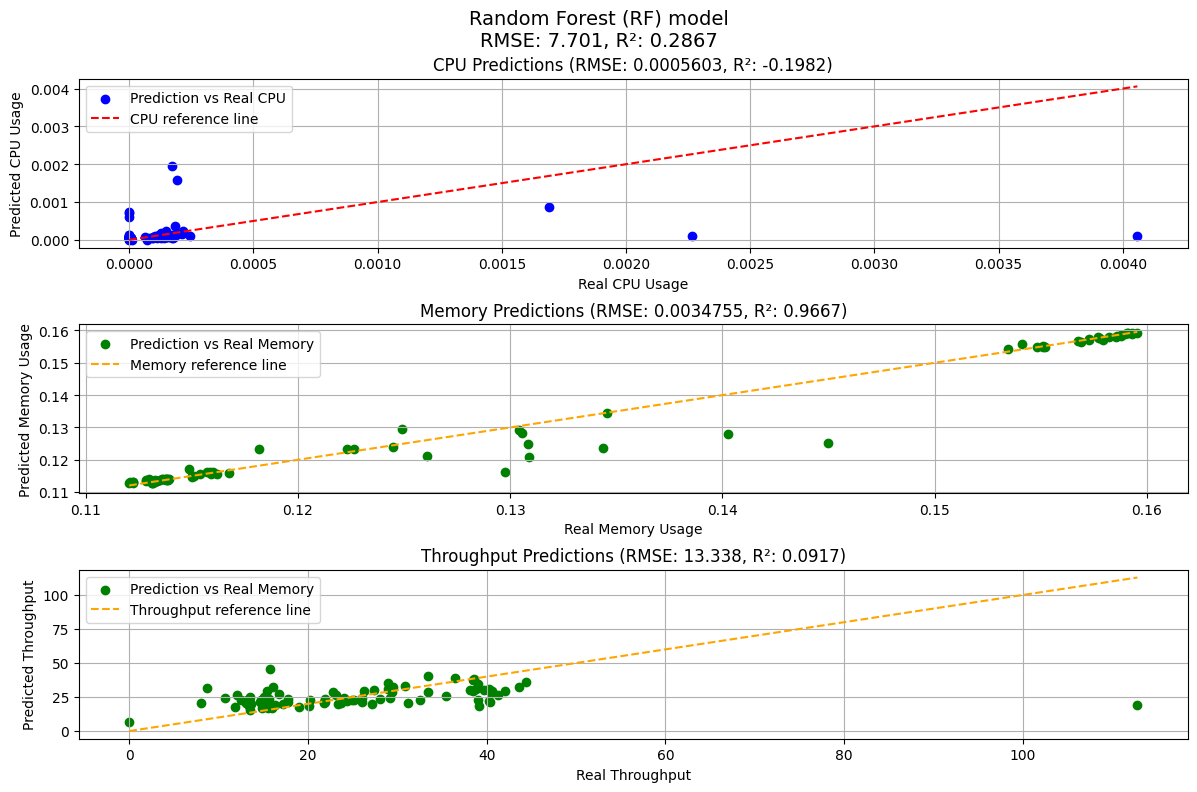 Random Forest (RF) model
RMSE: 7.701, R²: 0.2867
CPU Predictions (RMSE: 0.0005603, R²: -0.1982)
Prediction vs Real CPU
CPU reference line
Predicted CPU Usage
0.004
0.003
0.002
0.001
0.000
0.0000 0.0005 0.0010 0.0015 0.0020 0.0025 0.0030 0.0035 0.0040
Real CPU Usage
Memory Predictions (RMSE: 0.0034755, R²: 0.9667)
Prediction vs Real Memory
Memory reference line
Predicted Memory Usage
0.16
0.15
0.14
0.13
0.12
0.11
0.11 0.12 0.13 0.14 0.15 0.16
Real Memory Usage
Throughput Predictions (RMSE: 13.338, R²: 0.0917)
Prediction vs Real Memory
Throughput reference line
Predicted Throughput
100
75
50
25
0
0 20 40 60 80 100
Real Throughput